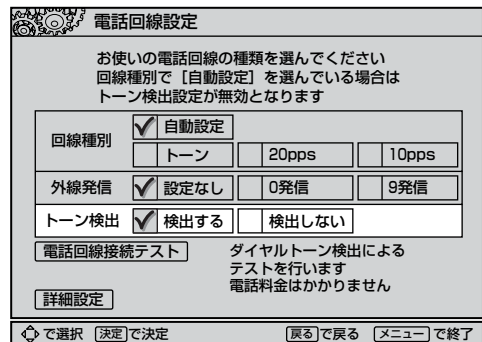 電話回線設定
お使いの電話回線の種類を選んでください
回線種別で［自動設定］を選んでいる場合は
トーン検出設定が無効となります
回線種別 自動設定
トーン 20pps 10pps
外線発信 設定なし 0発信 9発信
トーン検出 検出する 検出しない
電話回線接続テスト ダイヤルトーン検出による
テストを行います
電話料金はかかりません
詳細設定
で選択 決定で決定 戻るで戻る メニューで終了